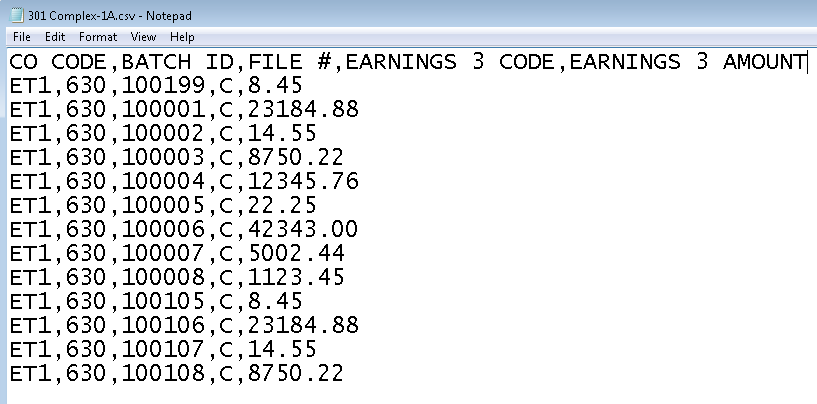 301 Complex-1A.csv - Notepad
File Edit Format View Help
CO CODE,BATCH ID,FILE #,EARNINGS 3 CODE,EARNINGS 3 AMOUNT
ET1,630,100199,C,8.45
ET1,630,100001,C,23184.88
ET1,630,100002,C,14.55
ET1,630,100003,C,8750.22
ET1,630,100004,C,12345.76
ET1,630,100005,C,22.25
ET1,630,100006,C,42343.00
ET1,630,100007,C,5002.44
ET1,630,100008,C,1123.45
ET1,630,100105,C,8.45
ET1,630,100106,C,23184.88
ET1,630,100107,C,14.55
ET1,630,100108,C,8750.22